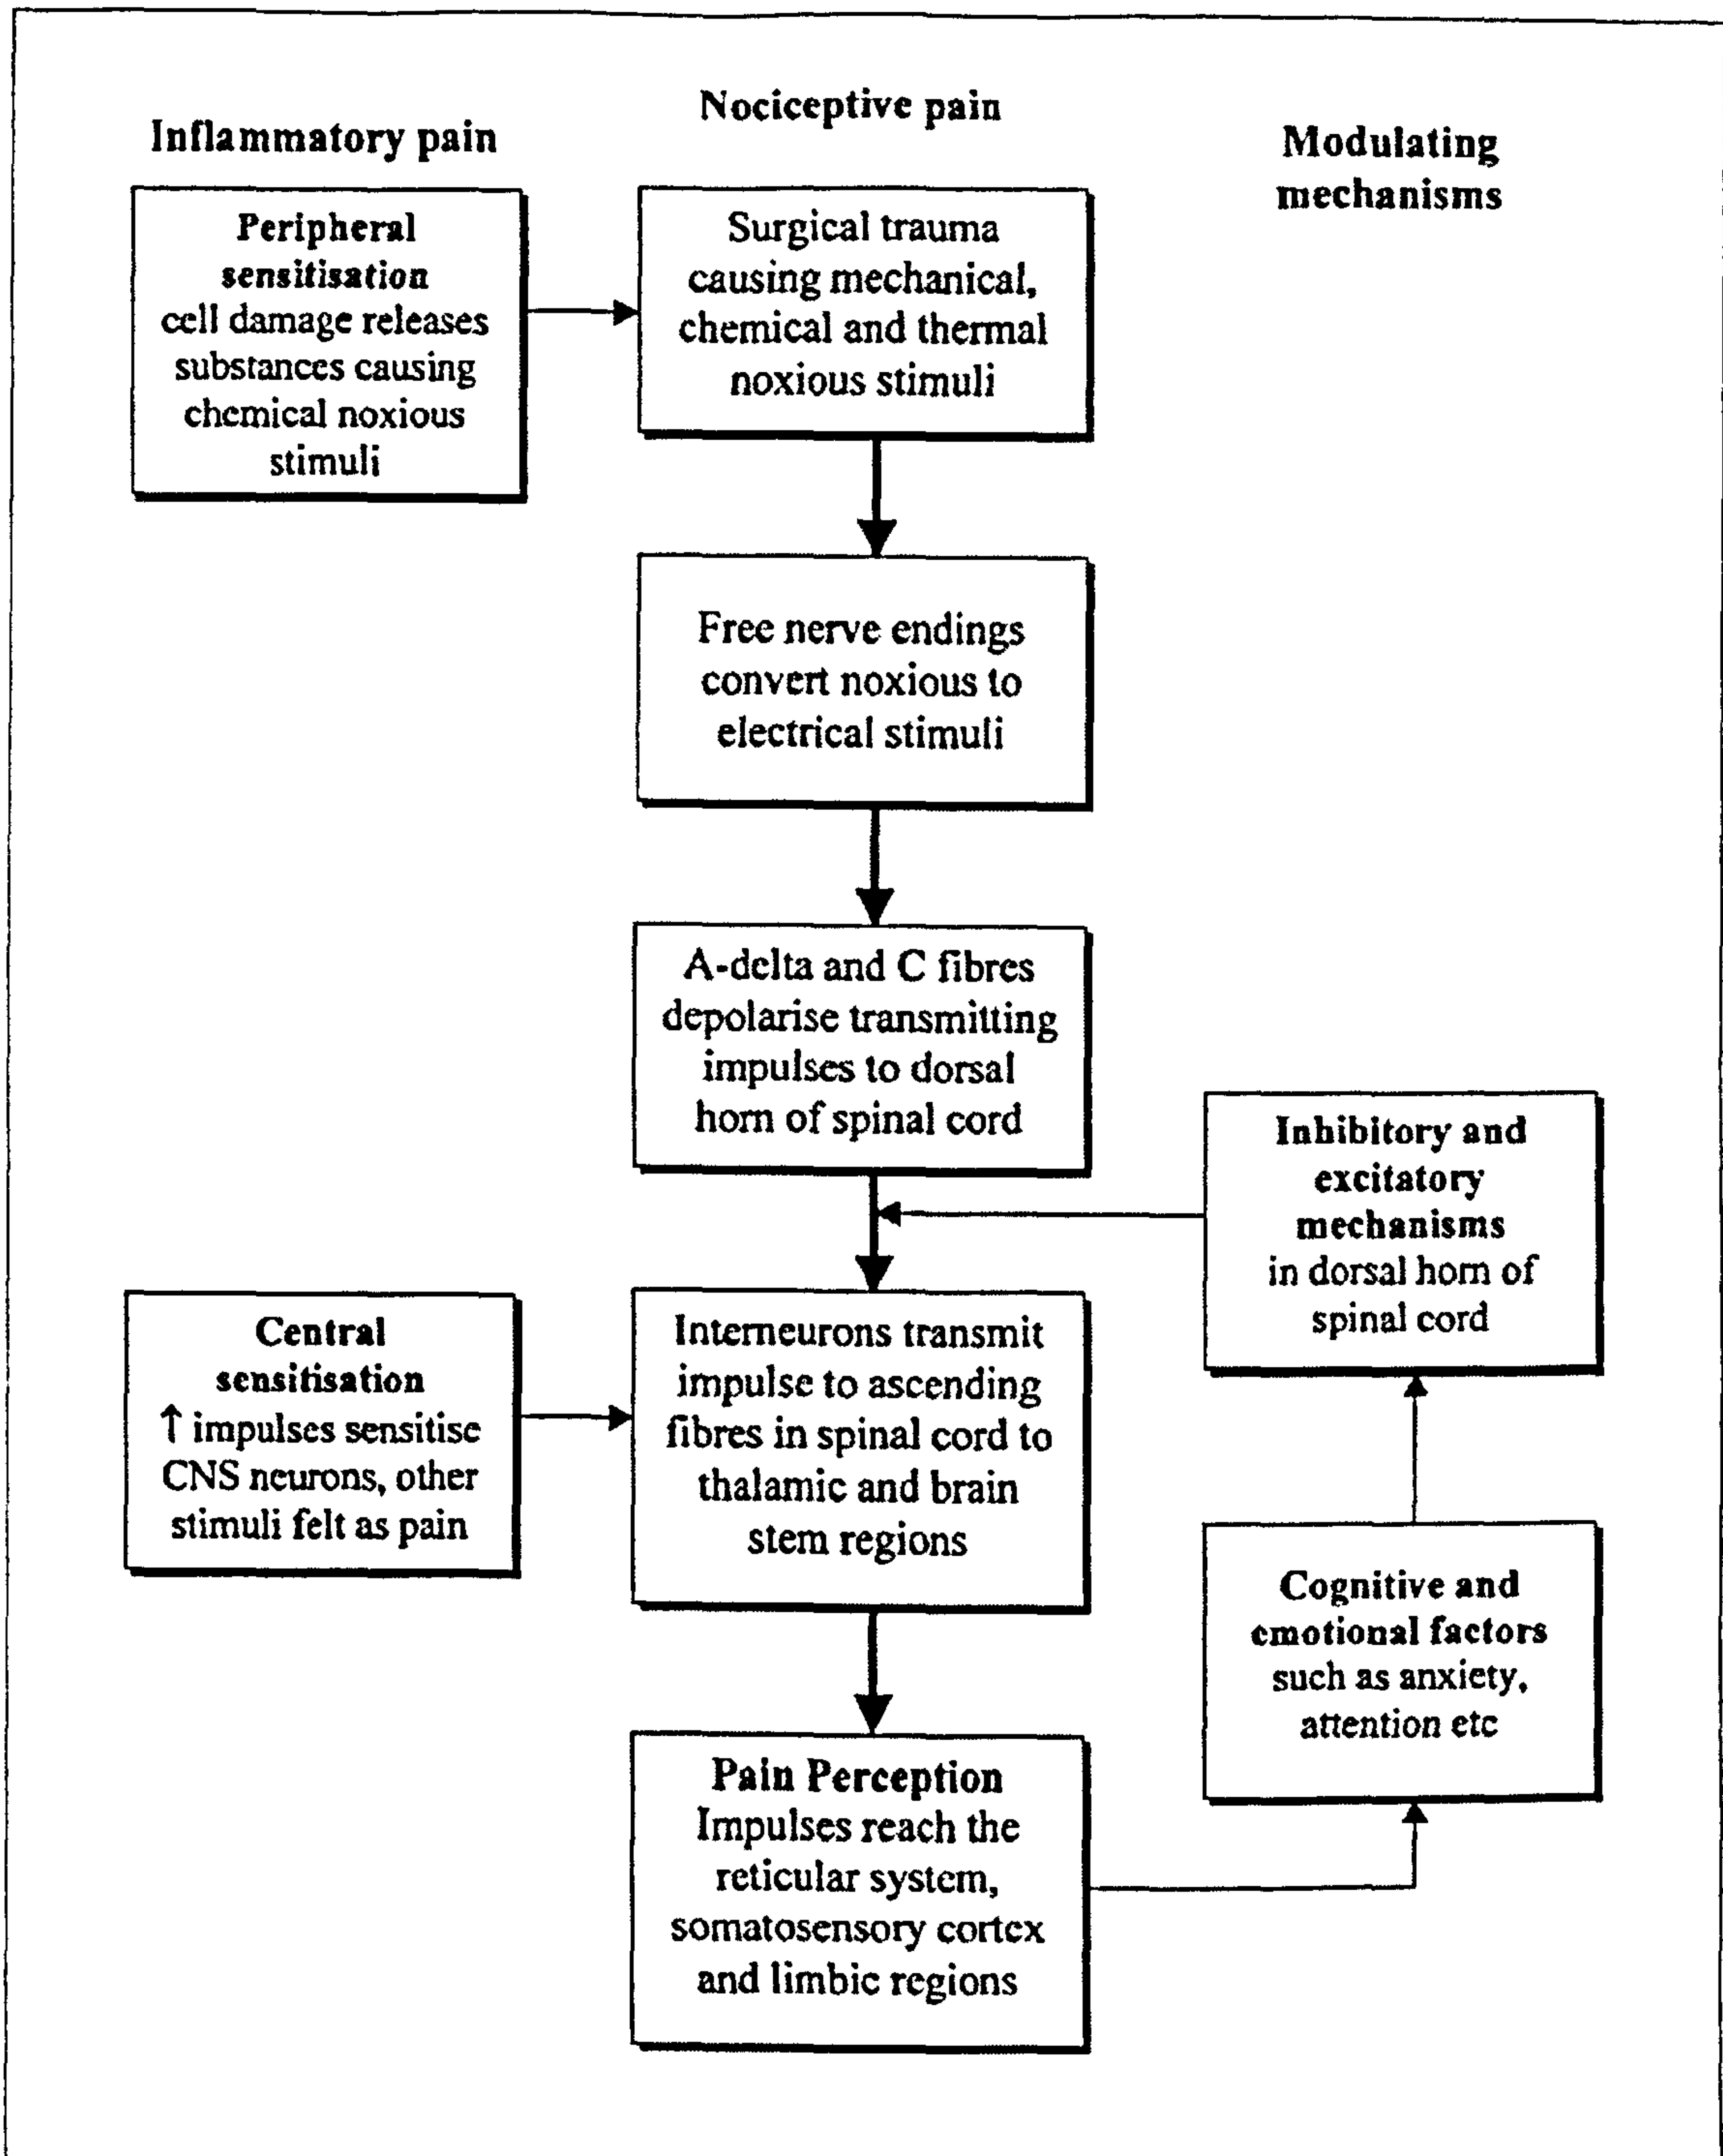 Inflammatory pain
Peripheral
sensitisation
cell damage releases
substances causing
chemical noxious
stimuli
Nociceptive pain
Surgical trauma
causing mechanical,
chemical and thermal
noxious stimuli
Free nerve endings
convert noxious to
electrical stimuli
A-delta and C fibres
depolarise transmitting
impulses to dorsal
horn of spinal cord
Central
sensitisation
↑ impulses sensitise
CNS neurons, other
stimuli felt as pain
Interneurons transmit
impulse to ascending
fibres in spinal cord to
thalamic and brain
stem regions
Pain Perception
Impulses reach the
reticular system,
somatosensory cortex
and limbic regions
Modulating
mechanisms
Inhibitory and
excitatory
mechanisms
in dorsal horn of
spinal cord
Cognitive and
emotional factors
such as anxiety,
attention etc